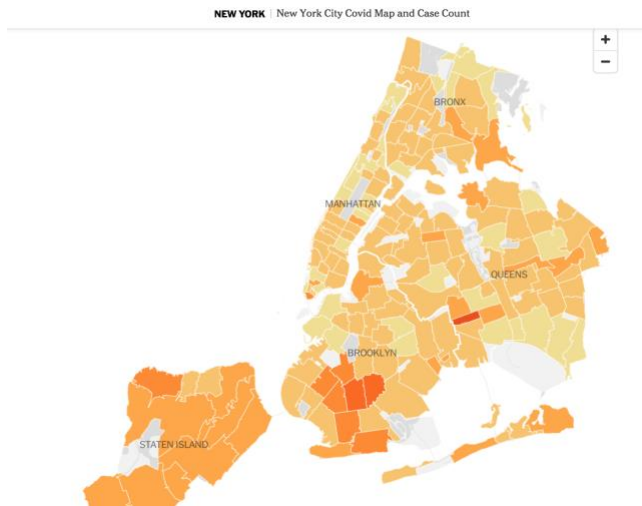 NEW YORK | New York City Covid Map and Case Count
+
−
BRONX
MANHATTAN
QUEENS
BROOKLYN
STATEN ISLAND